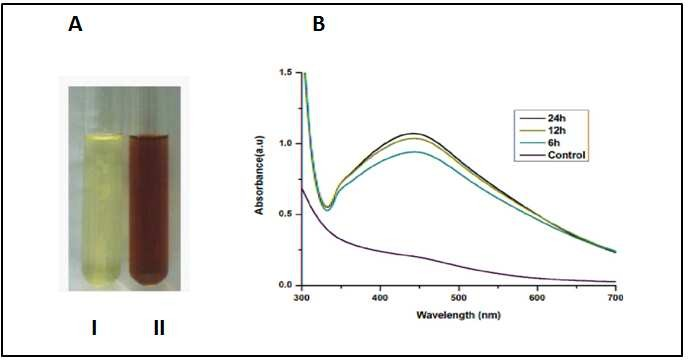 A
B
I
II
1.5
1.0
0.5
0.0
Absorbance(a.u)
24h
12h
6h
Control
300
400
500
600
700
Wavelength (nm)